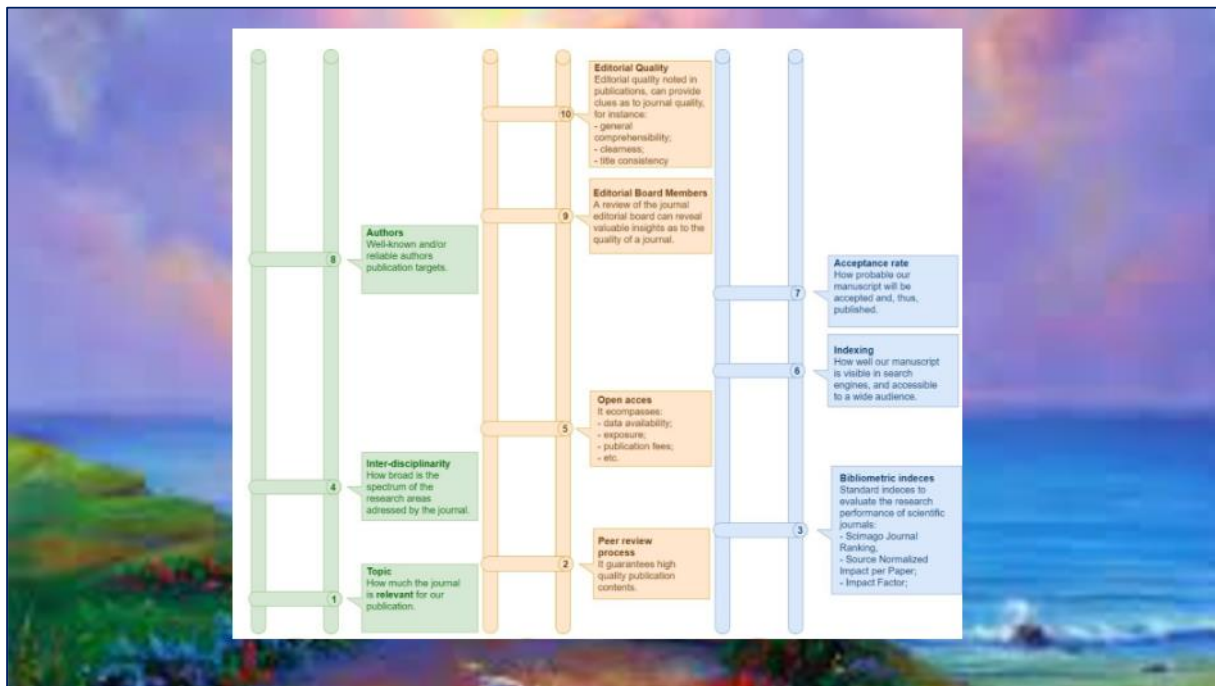 Editorial Quality
Editorial quality noted in
publications, can provide
clues as to journal quality,
for instance:
- general
comprehensibility;
- clearness;
- title consistency
10
Editorial Board Members
A review of the journal
editorial board can reveal
valuable insights as to the
quality of a journal.
9
Authors
Well-known and/or
reliable authors
publication targets.
8
Acceptance rate
How probable our
manuscript will be
accepted and, thus,
published.
7
Indexing
How well our manuscript
is visible in search
engines, and accessible
to a wide audience.
6
Open acces
It ecompasses:
- data availability;
- exposure;
- publication fees;
- etc.
5
Inter-disciplinarity
How broad is the
spectrum of the
research areas
adressed by the journal.
4
Bibliometric indeces
Standard indeces to
evaluate the research
performance of scientific
journals:
- Scimago Journal
Ranking,
- Source Normalized
Impact per Paper;
- Impact Factor;
3
Peer review
process
It guarantees high
quality publication
contents.
2
Topic
How much the journal
is relevant for our
publication.
1